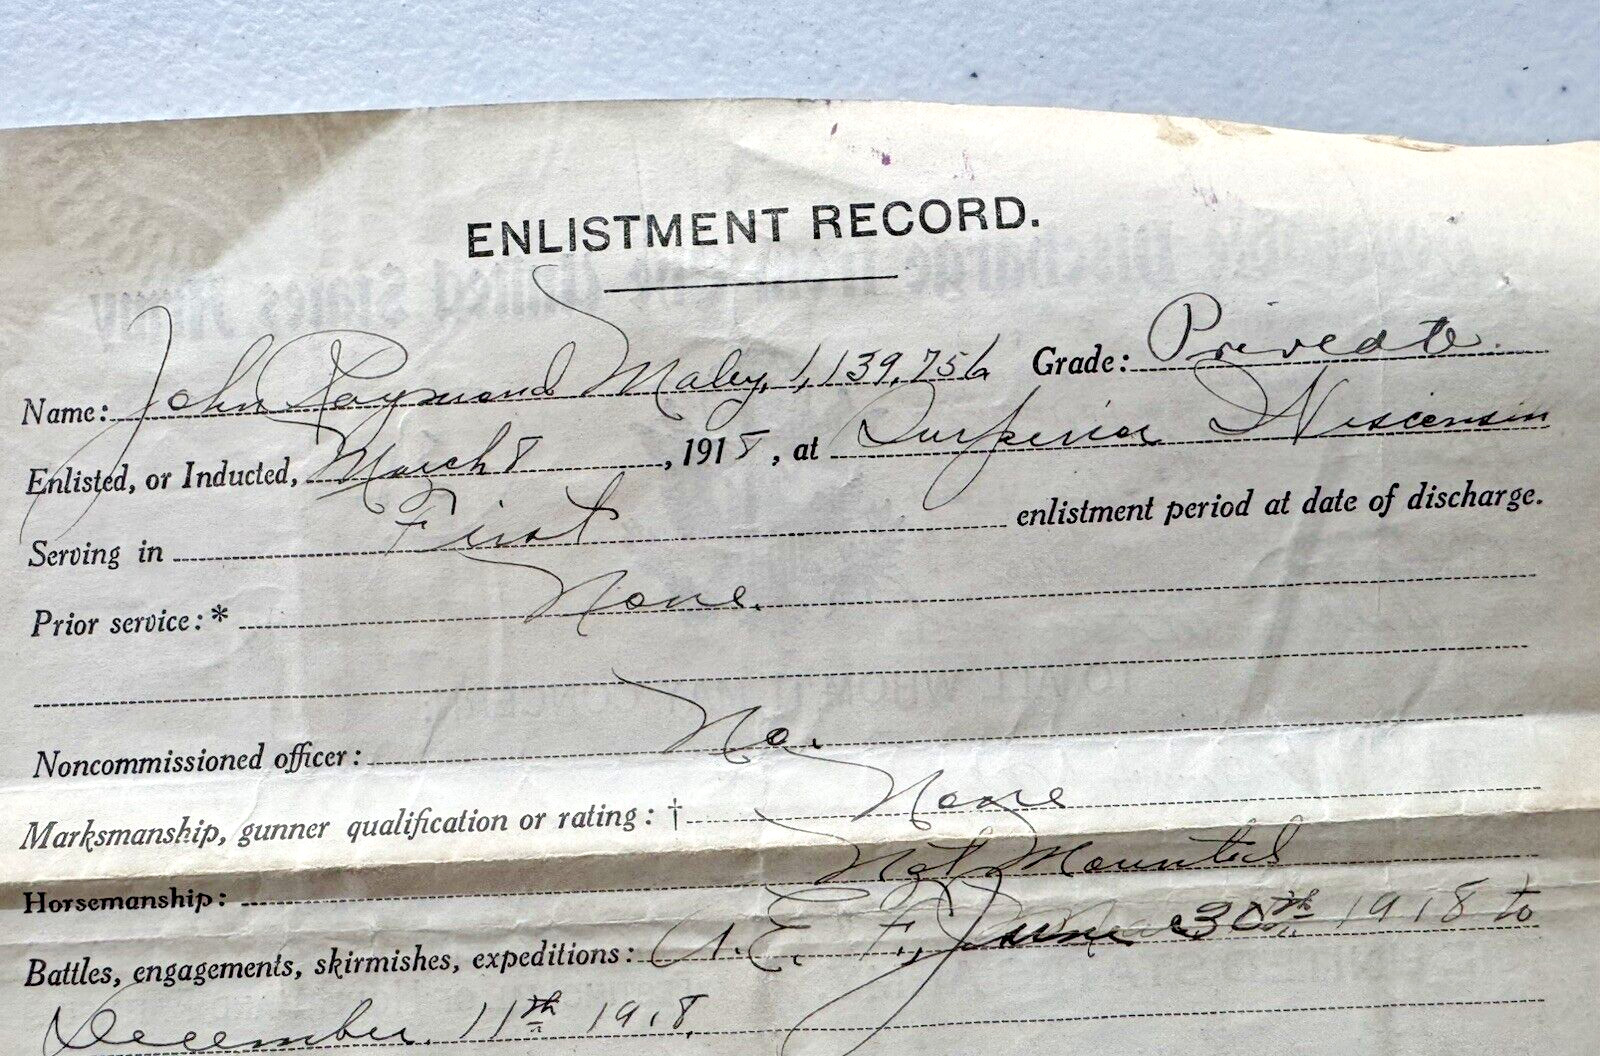 ENLISTMENT RECORD.
Name: John Raymond Maley, 1,139,756 Grade: Private.
Enlisted, or Inducted, March 8, 1918, at Superior Wisconsin
Serving in First enlistment period at date of discharge.
Prior service:* None.
Noncommissioned officer: No.
Marksmanship, gunner qualification or rating: † None
Horsemanship: Not Mounted
Battles, engagements, skirmishes, expeditions: A. E. F. June 30th 1918 to
December 11th 1918.